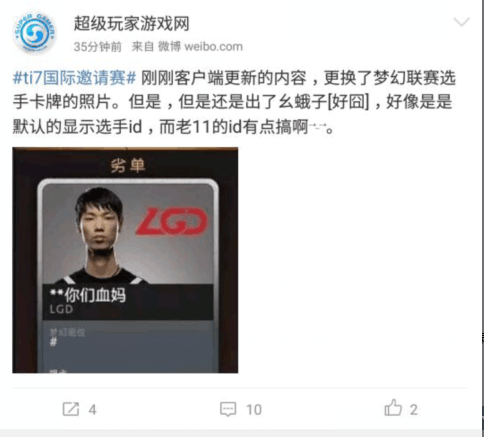 超级玩家游戏网
35分钟前 来自 微博 weibo.com
#ti7国际邀请赛# 刚刚客户端更新的内容，更换了梦幻联赛选
手卡牌的照片。但是，但是还是出了幺蛾子[好囧]，好像是是
默认的显示选手id，而老11的id有点搞啊→_→。
劣单
LGD
**你们血妈
LGD
#
4
10
2